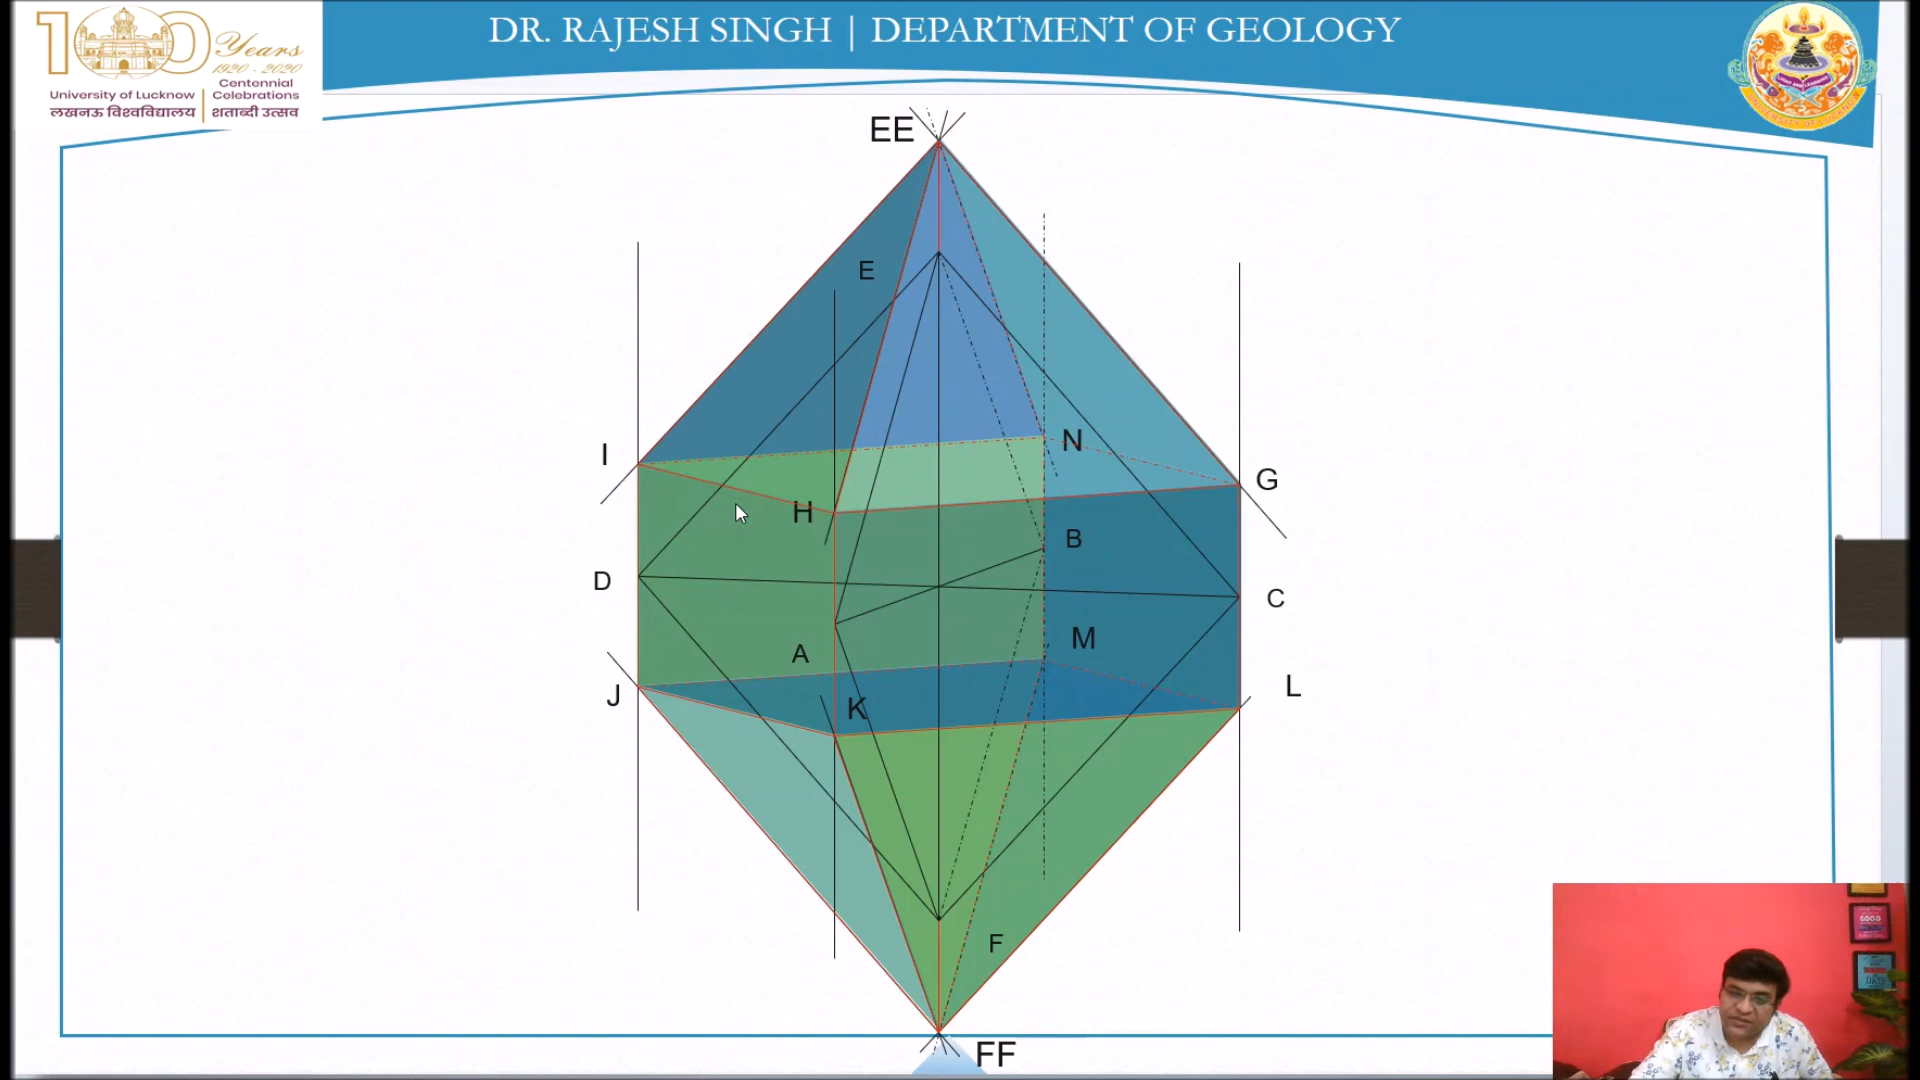 DR. RAJESH SINGH | DEPARTMENT OF GEOLOGY
100 Years
1920 - 2020
University of Lucknow
लखनऊ विश्वविद्यालय
Centennial
Celebrations
शताब्दी उत्सव
EE
E
I
N
G
H
B
D
C
A
M
J
K
L
F
FF